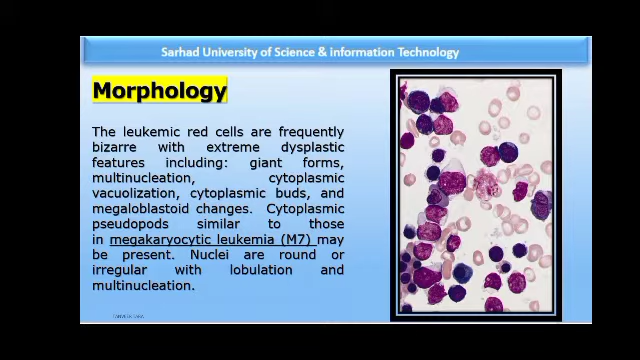 Sarhad University of Science & information Technology
Morphology
The leukemic red cells are frequently
bizarre with extreme dysplastic
features including: giant forms,
multinucleation, cytoplasmic
vacuolization, cytoplasmic buds, and
megaloblastoid changes. Cytoplasmic
pseudopods similar to those
in megakaryocytic leukemia (M7) may
be present. Nuclei are round or
irregular with lobulation and
multinucleation.